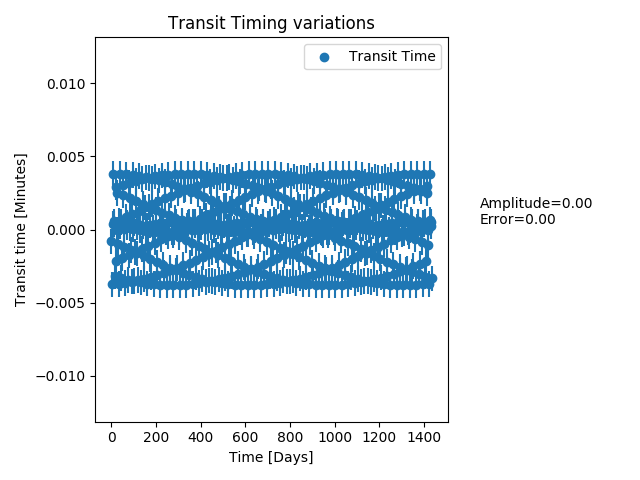 Transit Timing variations
Transit Time
0.010
0.005
0.000
−0.005
−0.010
Transit time [Minutes]
0 200 400 600 800 1000 1200 1400
Time [Days]
Amplitude=0.00
Error=0.00